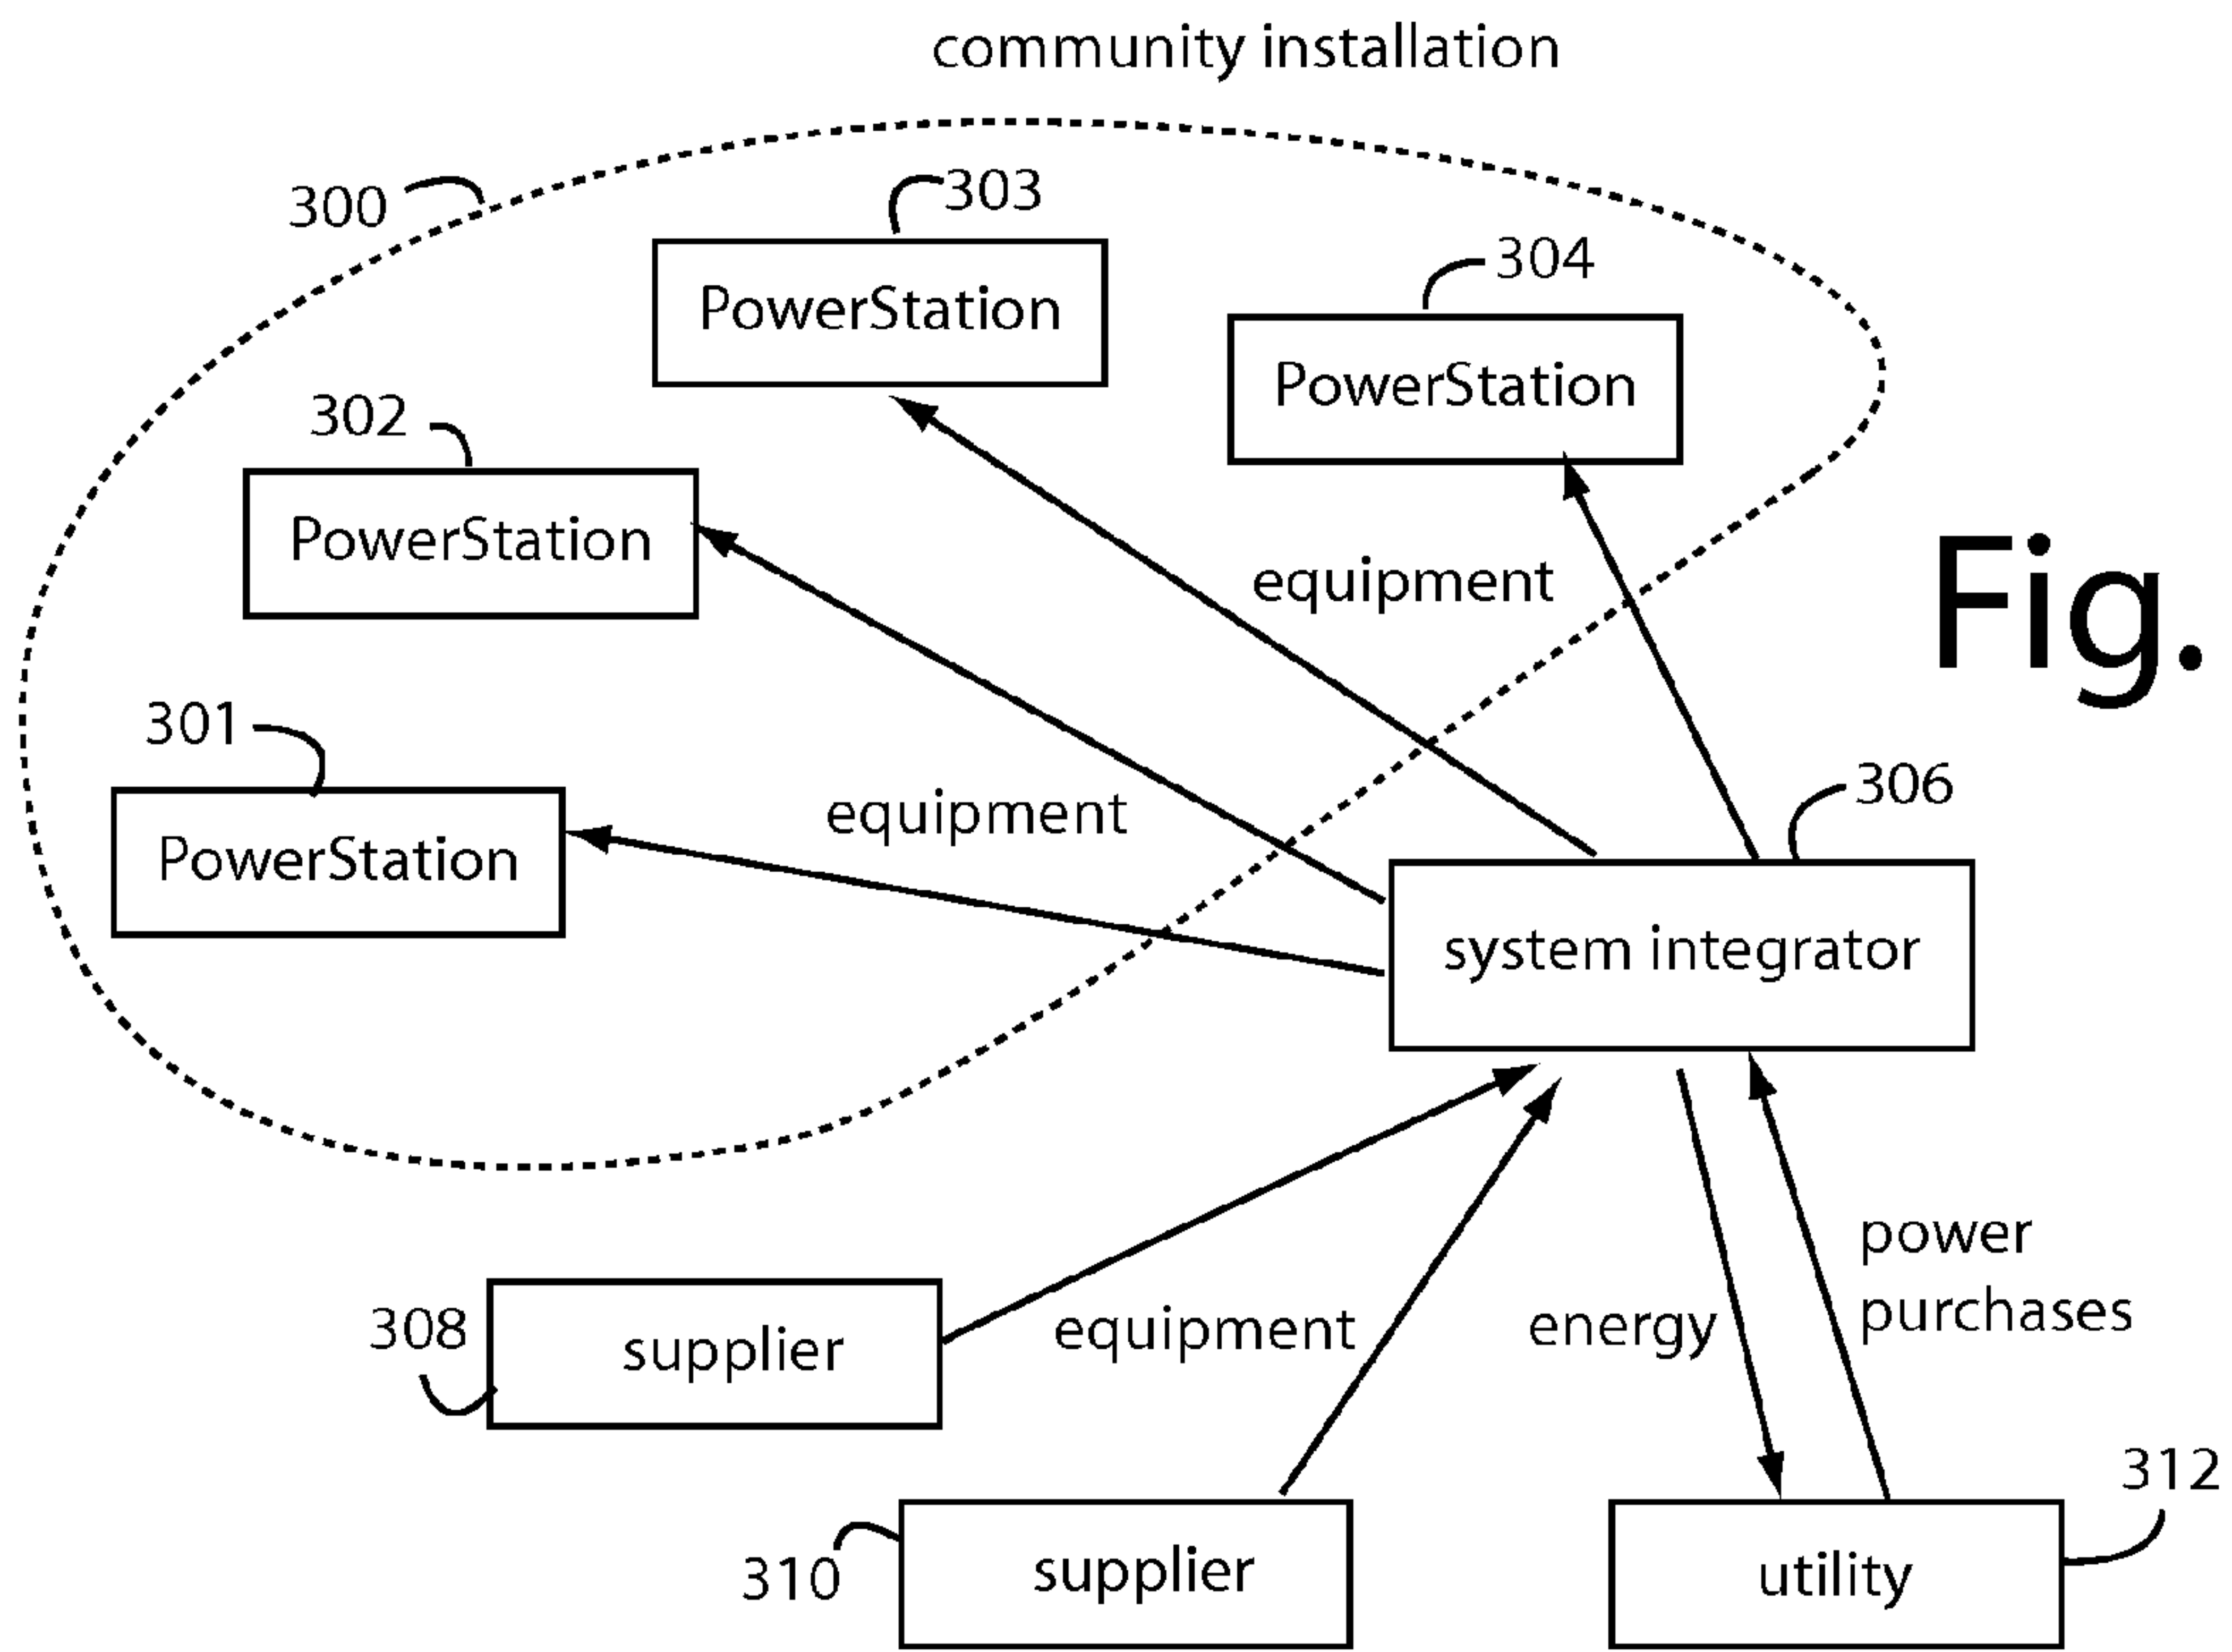 community installation
300
303
PowerStation
304
PowerStation
302
PowerStation
equipment
Fig.
301
PowerStation
equipment
306
system integrator
308
supplier
equipment
energy
power
purchases
310
supplier
312
utility